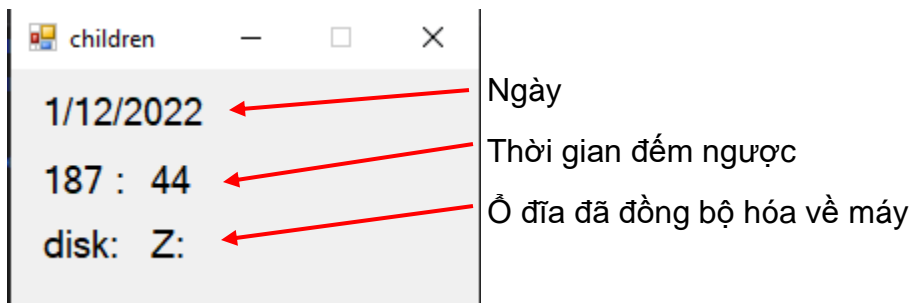 children
1/12/2022
Ngày
187 : 44
Thời gian đếm ngược
disk: Z:
Ổ đĩa đã đồng bộ hóa về máy